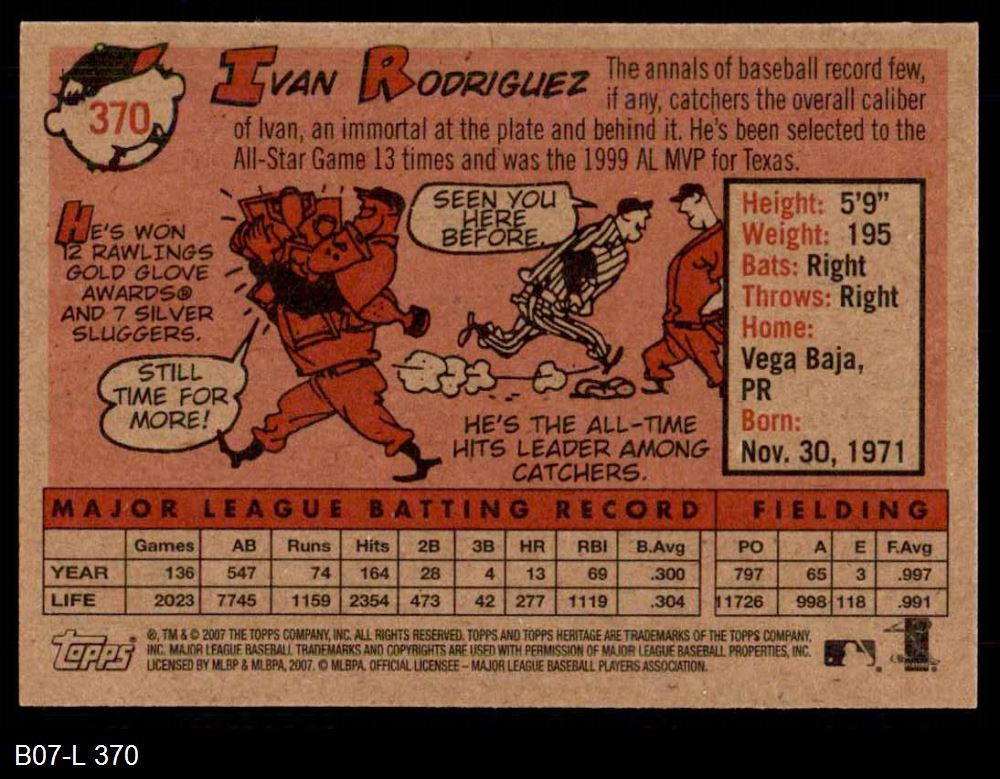 370
IVAN RODRIGUEZ
The annals of baseball record few,
if any, catchers the overall caliber
of Ivan, an immortal at the plate and behind it. He's been selected to the
All-Star Game 13 times and was the 1999 AL MVP for Texas.
HE'S WON
12 RAWLINGS
GOLD GLOVE
AWARDS®
AND 7 SILVER
SLUGGERS.
STILL
TIME FOR
MORE!
SEEN YOU
HERE
BEFORE.
HE'S THE ALL-TIME
HITS LEADER AMONG
CATCHERS.
Height: 5'9"
Weight: 195
Bats: Right
Throws: Right
Home:
Vega Baja,
PR
Born:
Nov. 30, 1971
MAJOR LEAGUE BATTING RECORD FIELDING
Games AB Runs Hits 2B 3B HR RBI B.Avg PO A E F.Avg
YEAR 136 547 74 164 28 4 13 69 .300 797 65 3 .997
LIFE 2023 7745 1159 2354 473 42 277 1119 .304 11726 998 118 .991
Topps
®, TM & © 2007 THE TOPPS COMPANY, INC. ALL RIGHTS RESERVED. TOPPS AND TOPPS HERITAGE ARE TRADEMARKS OF THE TOPPS COMPANY,
INC. MAJOR LEAGUE BASEBALL TRADEMARKS AND COPYRIGHTS ARE USED WITH PERMISSION OF MAJOR LEAGUE BASEBALL PROPERTIES, INC.
LICENSED BY MLBP & MLBPA, 2007. © MLBPA. OFFICIAL LICENSEE – MAJOR LEAGUE BASEBALL PLAYERS ASSOCIATION.
B07-L 370